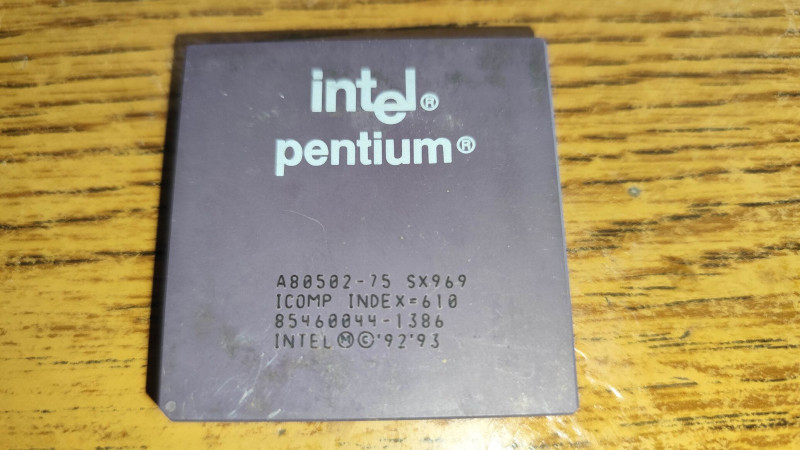 intel®
pentium®
A80502-75 SX969
ICOMP INDEX=610
85460044-1386
INTEL Ⓜ©'92'93